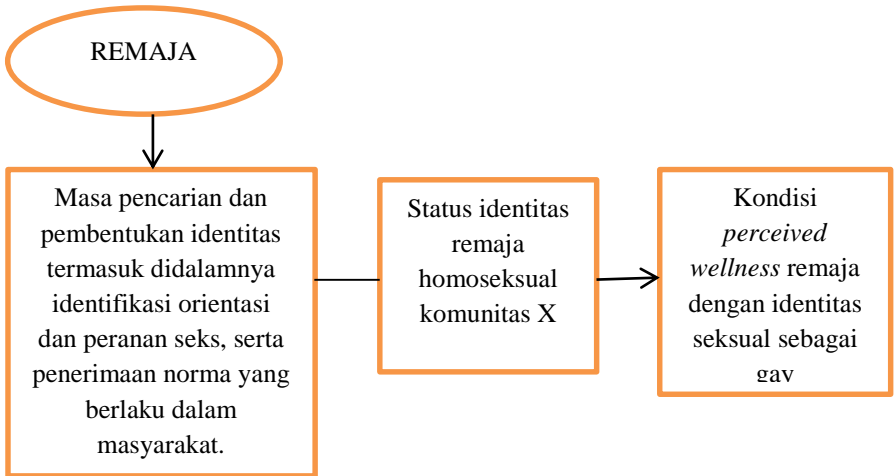 REMAJA
Masa pencarian dan
pembentukan identitas
termasuk didalamnya
identifikasi orientasi
dan peranan seks, serta
penerimaan norma yang
berlaku dalam
masyarakat.
Status identitas
remaja
homoseksual
komunitas X
Kondisi
perceived
wellness remaja
dengan identitas
seksual sebagai
gay